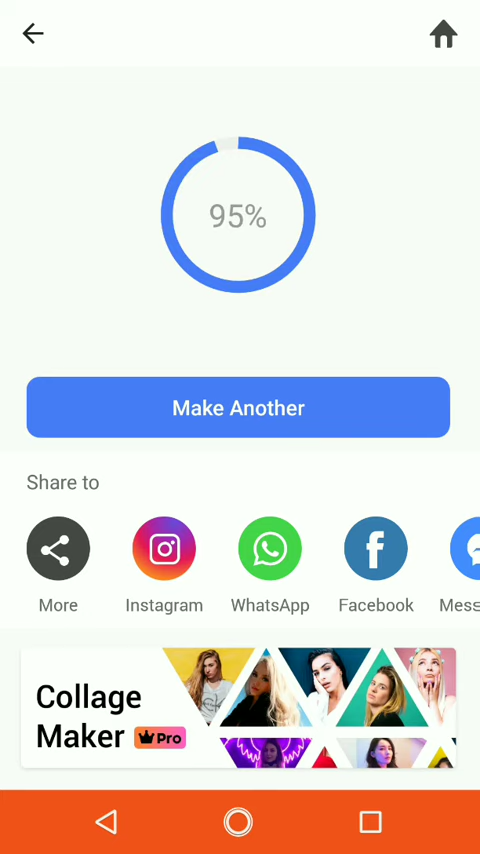 95%
Make Another
Share to
More
Instagram
WhatsApp
Facebook
Mess
Collage
Maker Pro